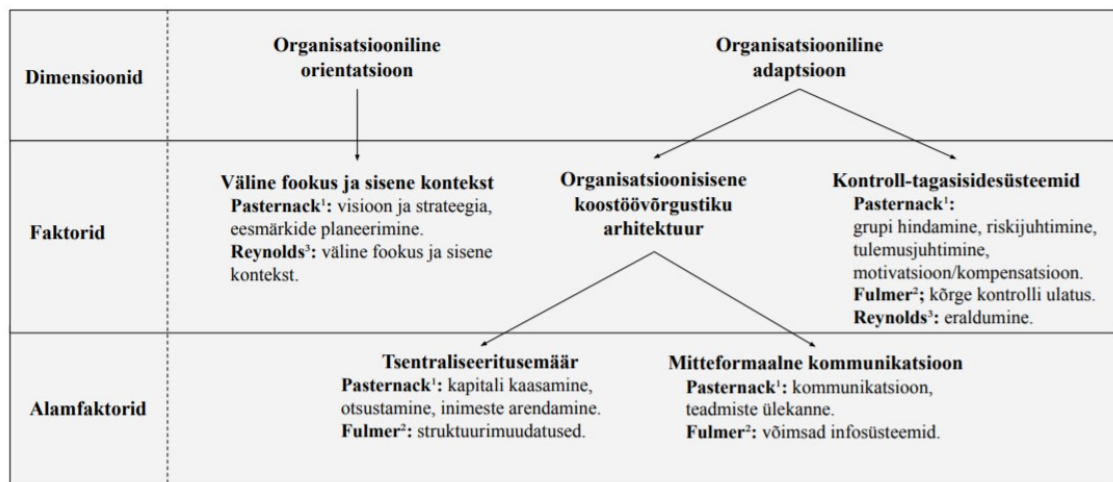 Dimensioonid
Organisatsiooniline
orientatsioon
Organisatsiooniline
adaptsioon
Faktorid
Väline fookus ja sisene kontekst
Pasternack¹: visioon ja strateegia,
eesmärkide planeerimine.
Reynolds³: väline fookus ja sisene
kontekst.
Organisatsioonisisene
koostöövõrgustiku
arhitektuur
Kontroll-tagasisidesüsteemid
Pasternack¹:
grupi hindamine, riskijuhtimine,
tulemusjuhtimine,
motivatsioon/kompensatsioon.
Fulmer²; kõrge kontrolli ulatus.
Reynolds³: eraldumine.
Alamfaktorid
Tsentraliseeritusemäär
Pasternack¹: kapitali kaasamine,
otsustamine, inimeste arendamine.
Fulmer²: struktuurimuudatused.
Mitteformaalne kommunikatsioon
Pasternack¹: kommunikatsioon,
teadmiste ülekanne.
Fulmer²: võimsad infosüsteemid.